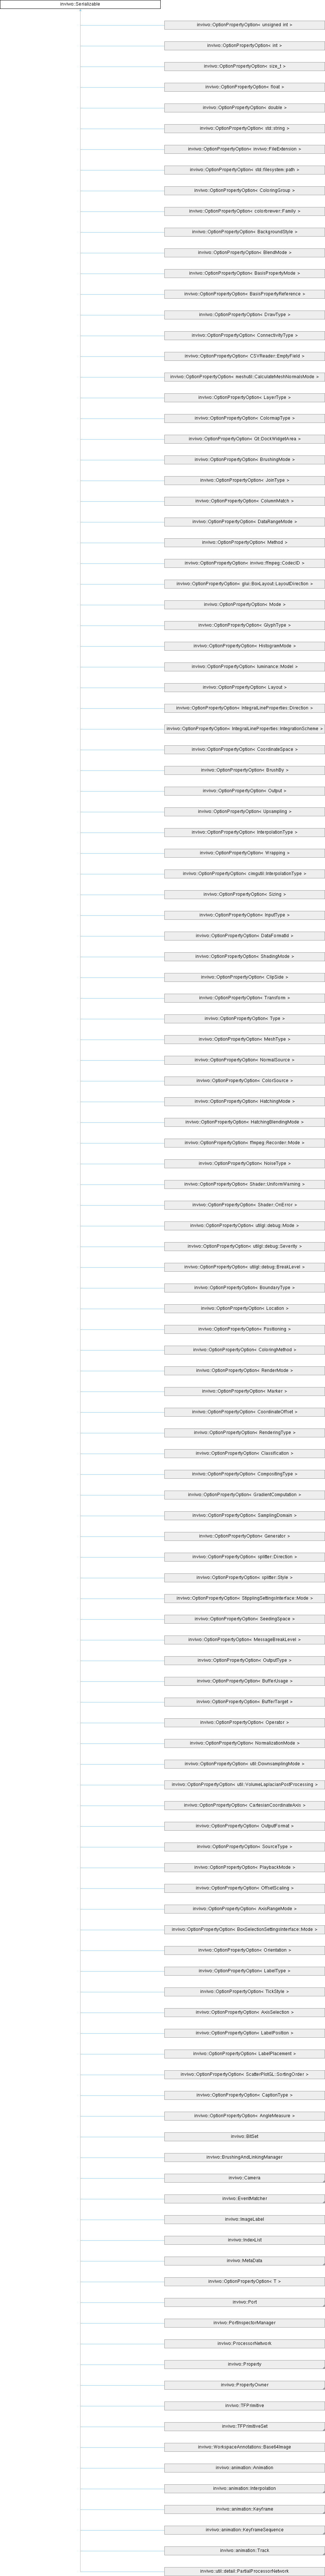 inviwo::Serializable
inviwo::OptionPropertyOption< unsigned int >
inviwo::OptionPropertyOption< int >
inviwo::OptionPropertyOption< size_t >
inviwo::OptionPropertyOption< float >
inviwo::OptionPropertyOption< double >
inviwo::OptionPropertyOption< std::string >
inviwo::OptionPropertyOption< inviwo::FileExtension >
inviwo::OptionPropertyOption< std::filesystem::path >
inviwo::OptionPropertyOption< ColoringGroup >
inviwo::OptionPropertyOption< colorbrewer::Family >
inviwo::OptionPropertyOption< BackgroundStyle >
inviwo::OptionPropertyOption< BlendMode >
inviwo::OptionPropertyOption< BasisPropertyMode >
inviwo::OptionPropertyOption< BasisPropertyReference >
inviwo::OptionPropertyOption< DrawType >
inviwo::OptionPropertyOption< ConnectivityType >
inviwo::OptionPropertyOption< CSVReader::EmptyField >
inviwo::OptionPropertyOption< meshutil::CalculateMeshNormalsMode >
inviwo::OptionPropertyOption< LayerType >
inviwo::OptionPropertyOption< ColormapType >
inviwo::OptionPropertyOption< Qt::DockWidgetArea >
inviwo::OptionPropertyOption< BrushingMode >
inviwo::OptionPropertyOption< JoinType >
inviwo::OptionPropertyOption< ColumnMatch >
inviwo::OptionPropertyOption< DataRangeMode >
inviwo::OptionPropertyOption< Method >
inviwo::OptionPropertyOption< inviwo::ffmpeg::CodecID >
inviwo::OptionPropertyOption< glui::BoxLayout::LayoutDirection >
inviwo::OptionPropertyOption< Mode >
inviwo::OptionPropertyOption< GlyphType >
inviwo::OptionPropertyOption< HistogramMode >
inviwo::OptionPropertyOption< luminance::Model >
inviwo::OptionPropertyOption< Layout >
inviwo::OptionPropertyOption< IntegralLineProperties::Direction >
inviwo::OptionPropertyOption< IntegralLineProperties::IntegrationScheme >
inviwo::OptionPropertyOption< CoordinateSpace >
inviwo::OptionPropertyOption< BrushBy >
inviwo::OptionPropertyOption< Output >
inviwo::OptionPropertyOption< Upsampling >
inviwo::OptionPropertyOption< InterpolationType >
inviwo::OptionPropertyOption< Wrapping >
inviwo::OptionPropertyOption< cimgutil::InterpolationType >
inviwo::OptionPropertyOption< Sizing >
inviwo::OptionPropertyOption< InputType >
inviwo::OptionPropertyOption< DataFormatId >
inviwo::OptionPropertyOption< ShadingMode >
inviwo::OptionPropertyOption< ClipSide >
inviwo::OptionPropertyOption< Transform >
inviwo::OptionPropertyOption< Type >
inviwo::OptionPropertyOption< MeshType >
inviwo::OptionPropertyOption< NormalSource >
inviwo::OptionPropertyOption< ColorSource >
inviwo::OptionPropertyOption< HatchingMode >
inviwo::OptionPropertyOption< HatchingBlendingMode >
inviwo::OptionPropertyOption< ffmpeg::Recorder::Mode >
inviwo::OptionPropertyOption< NoiseType >
inviwo::OptionPropertyOption< Shader::UniformWarning >
inviwo::OptionPropertyOption< Shader::OnError >
inviwo::OptionPropertyOption< utilgl::debug::Mode >
inviwo::OptionPropertyOption< utilgl::debug::Severity >
inviwo::OptionPropertyOption< utilgl::debug::BreakLevel >
inviwo::OptionPropertyOption< BoundaryType >
inviwo::OptionPropertyOption< Location >
inviwo::OptionPropertyOption< Positioning >
inviwo::OptionPropertyOption< ColoringMethod >
inviwo::OptionPropertyOption< RenderMode >
inviwo::OptionPropertyOption< Marker >
inviwo::OptionPropertyOption< CoordinateOffset >
inviwo::OptionPropertyOption< RenderingType >
inviwo::OptionPropertyOption< Classification >
inviwo::OptionPropertyOption< CompositingType >
inviwo::OptionPropertyOption< GradientComputation >
inviwo::OptionPropertyOption< SamplingDomain >
inviwo::OptionPropertyOption< Generator >
inviwo::OptionPropertyOption< splitter::Direction >
inviwo::OptionPropertyOption< splitter::Style >
inviwo::OptionPropertyOption< StipplingSettingsInterface::Mode >
inviwo::OptionPropertyOption< SeedingSpace >
inviwo::OptionPropertyOption< MessageBreakLevel >
inviwo::OptionPropertyOption< OutputType >
inviwo::OptionPropertyOption< BufferUsage >
inviwo::OptionPropertyOption< BufferTarget >
inviwo::OptionPropertyOption< Operator >
inviwo::OptionPropertyOption< NormalizationMode >
inviwo::OptionPropertyOption< util::DownsamplingMode >
inviwo::OptionPropertyOption< util::VolumeLaplacianPostProcessing >
inviwo::OptionPropertyOption< CartesianCoordinateAxis >
inviwo::OptionPropertyOption< OutputFormat >
inviwo::OptionPropertyOption< SourceType >
inviwo::OptionPropertyOption< PlaybackMode >
inviwo::OptionPropertyOption< OffsetScaling >
inviwo::OptionPropertyOption< AxisRangeMode >
inviwo::OptionPropertyOption< BoxSelectionSettingsInterface::Mode >
inviwo::OptionPropertyOption< Orientation >
inviwo::OptionPropertyOption< LabelType >
inviwo::OptionPropertyOption< TickStyle >
inviwo::OptionPropertyOption< AxisSelection >
inviwo::OptionPropertyOption< LabelPosition >
inviwo::OptionPropertyOption< LabelPlacement >
inviwo::OptionPropertyOption< ScatterPlotGL::SortingOrder >
inviwo::OptionPropertyOption< CaptionType >
inviwo::OptionPropertyOption< AngleMeasure >
inviwo::BitSet
inviwo::BrushingAndLinkingManager
inviwo::Camera
inviwo::EventMatcher
inviwo::ImageLabel
inviwo::IndexList
inviwo::MetaData
inviwo::OptionPropertyOption< T >
inviwo::Port
inviwo::PortInspectorManager
inviwo::ProcessorNetwork
inviwo::Property
inviwo::PropertyOwner
inviwo::TFPrimitive
inviwo::TFPrimitiveSet
inviwo::WorkspaceAnnotations::Base64Image
inviwo::animation::Animation
inviwo::animation::Interpolation
inviwo::animation::Keyframe
inviwo::animation::KeyframeSequence
inviwo::animation::Track
inviwo::util::detail::PartialProcessorNetwork